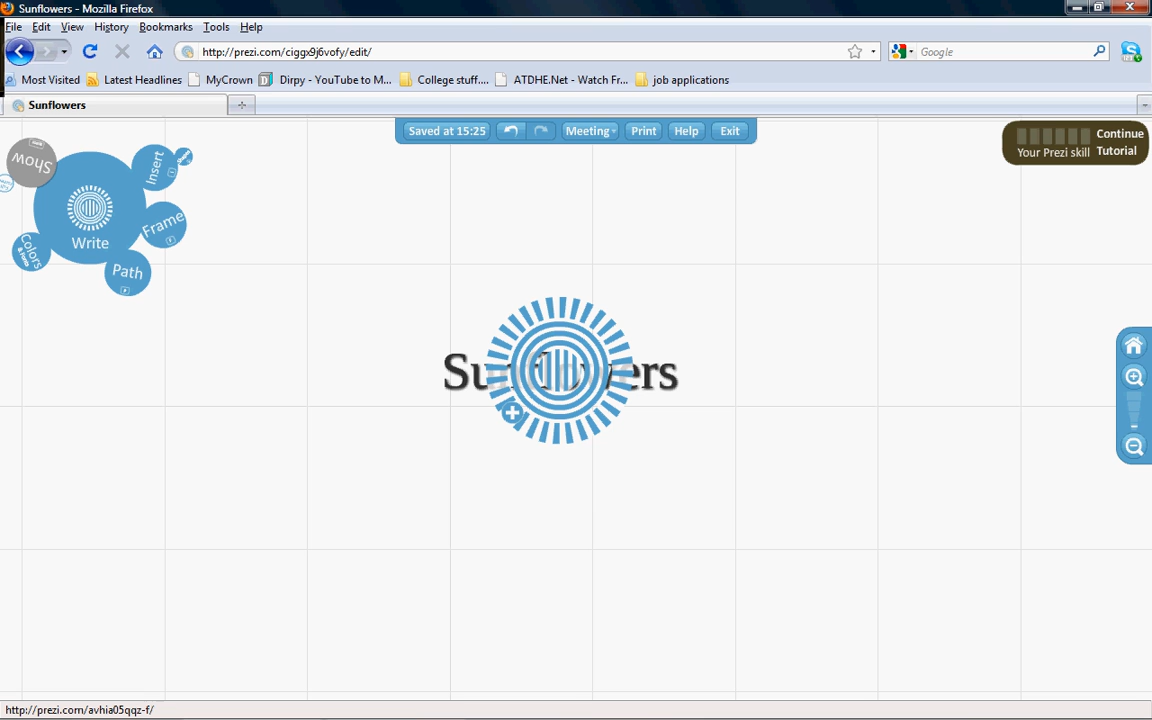 Sunflowers - Mozilla Firefox
File Edit View History Bookmarks Tools Help
http://prezi.com/ciggx9j6vofy/edit/
Google
Most Visited Latest Headlines MyCrown Dirpy - YouTube to M... College stuff.... ATDHE.Net - Watch Fr... job applications
Sunflowers
Saved at 15:25 Meeting Print Help Exit
Continue
Your Prezi skill Tutorial
Show
Insert
Frame
Write
Colors
Path
Sunflowers
http://prezi.com/avhia05qqz-f/